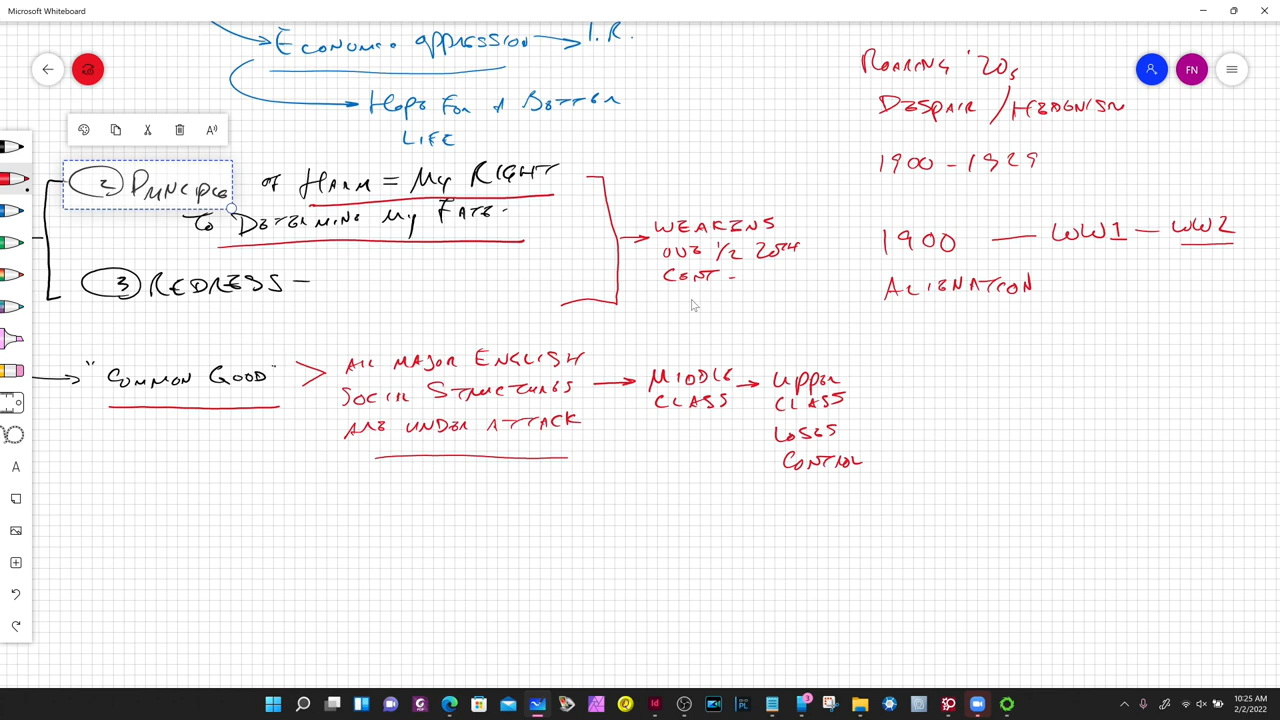 Microsoft Whiteboard
ECONOMIC OPPRESSION I.R.
HOPE FOR A BETTER
LIFE
ROARING '20s
DESPAIR / HEDONISM
1900 - 1929
FN
2) PRINCIPLE OF HARM = MY RIGHT
TO DETERMINE MY FATE.
3) REDRESS -
WEAKENS
OUR 1/2 20TH
CENT -
1900 - WW1 - WW2
ALIENATION
"COMMON GOOD" > ALL MAJOR ENGLISH
SOCIAL STRUCTURES
ARE UNDER ATTACK
MIDDLE
CLASS
UPPER
CLASS
LOSES
CONTROL
10:25 AM
2/2/2022